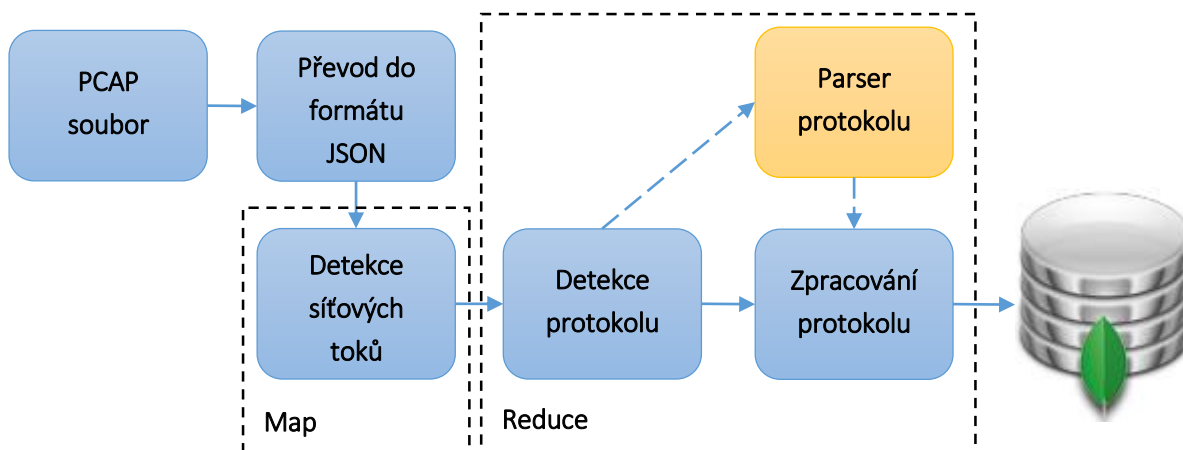 PCAP
soubor
Převod do
formátu
JSON
Parser
protokolu
Detekce
síťových
toků
Detekce
protokolu
Zpracování
protokolu
Map
Reduce